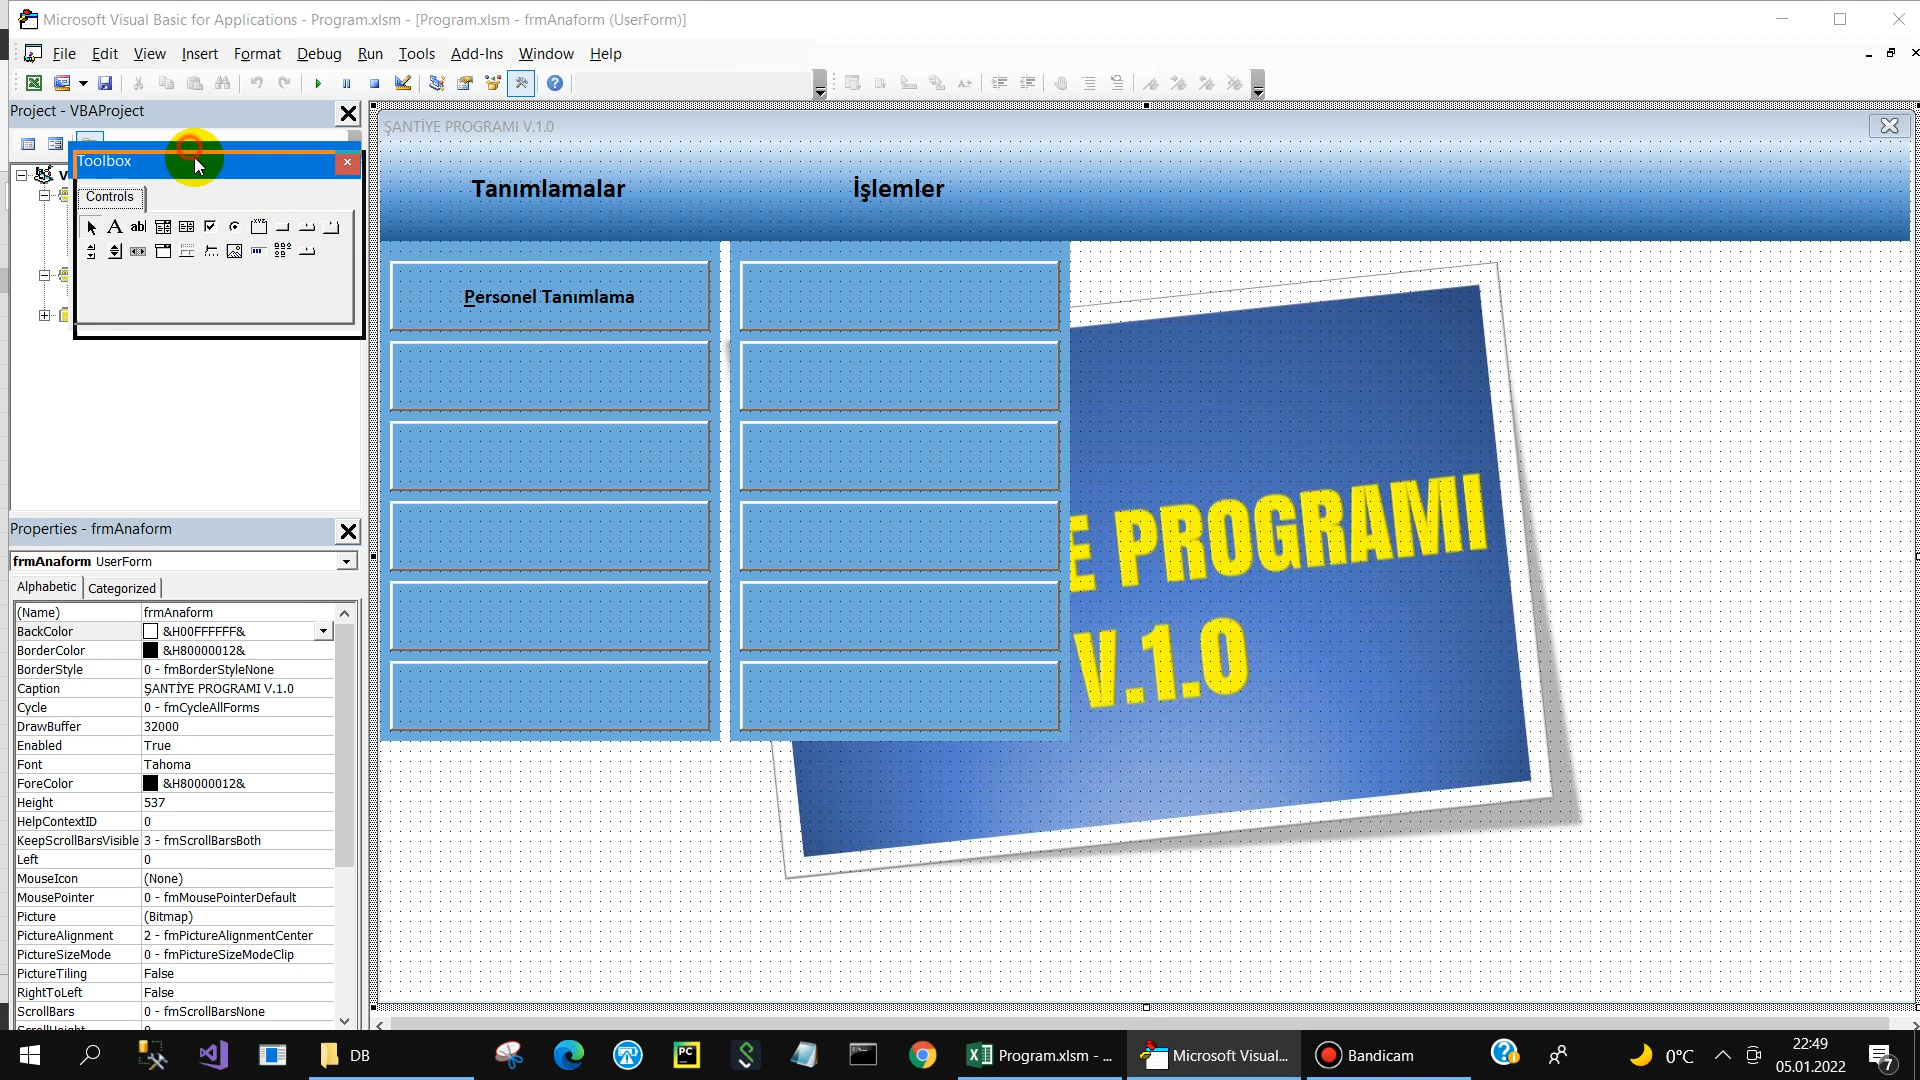 Microsoft Visual Basic for Applications - Program.xlsm - [Program.xlsm - frmAnaform (UserForm)]
File Edit View Insert Format Debug Run Tools Add-Ins Window Help
Project - VBAProject
Toolbox
Controls
A ab|
XYZ
ŞANTİYE PROGRAMI V.1.0
Tanımlamalar İşlemler
Personel Tanımlama
E PROGRAMI
V.1.0
Properties - frmAnaform
frmAnaform UserForm
Alphabetic Categorized
(Name) frmAnaform
BackColor &H00FFFFFF&
BorderColor &H80000012&
BorderStyle 0 - fmBorderStyleNone
Caption ŞANTİYE PROGRAMI V.1.0
Cycle 0 - fmCycleAllForms
DrawBuffer 32000
Enabled True
Font Tahoma
ForeColor &H80000012&
Height 537
HelpContextID 0
KeepScrollBarsVisible 3 - fmScrollBarsBoth
Left 0
MouseIcon (None)
MousePointer 0 - fmMousePointerDefault
Picture (Bitmap)
PictureAlignment 2 - fmPictureAlignmentCenter
PictureSizeMode 0 - fmPictureSizeModeClip
PictureTiling False
RightToLeft False
ScrollBars 0 - fmScrollBarsNone
DB
PC
Program.xlsm - ...
Microsoft Visual...
Bandicam
0°C
22:49
05.01.2022
7